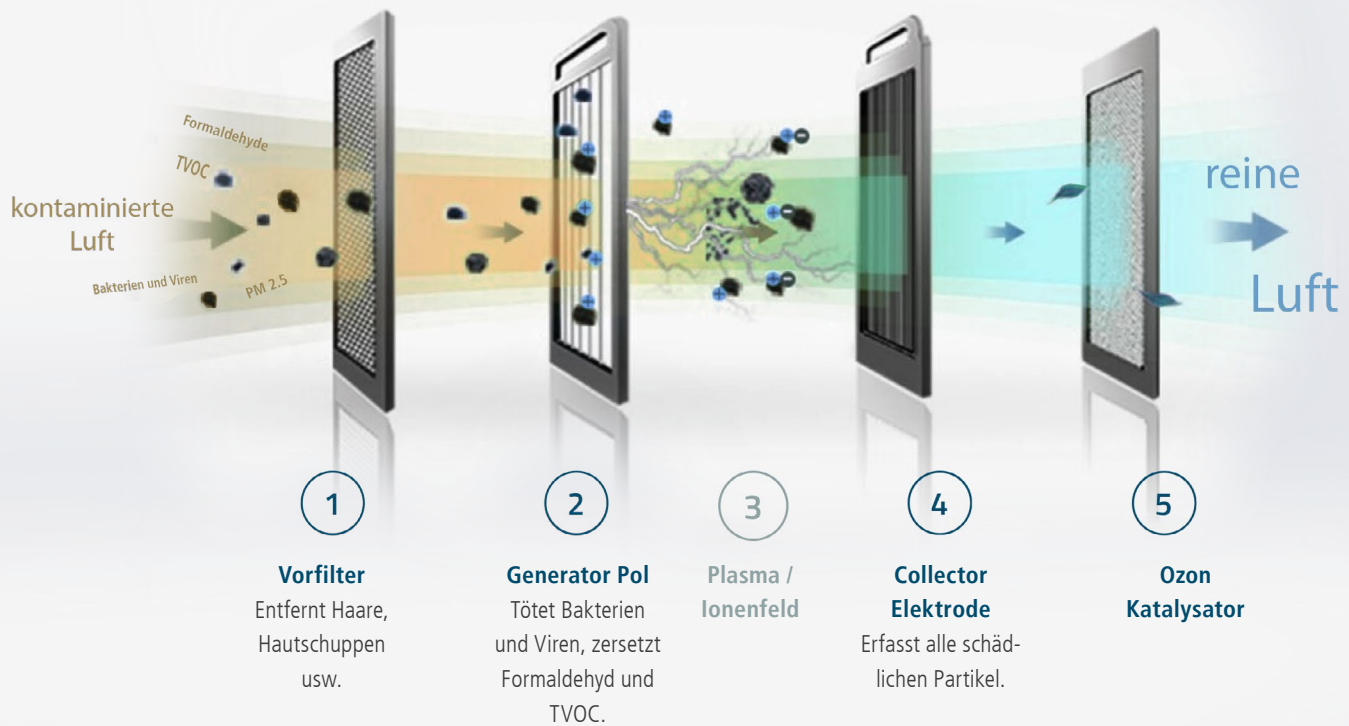 Formaldehyde
TVOC
kontaminierte
Luft
Bakterien und Viren
PM 2.5
reine
Luft
1
Vorfilter
Entfernt Haare,
Hautschuppen
usw.
2
Generator Pol
Tötet Bakterien
und Viren, zersetzt
Formaldehyd und
TVOC.
3
Plasma /
Ionenfeld
4
Collector
Elektrode
Erfasst alle schäd-
lichen Partikel.
5
Ozon
Katalysator